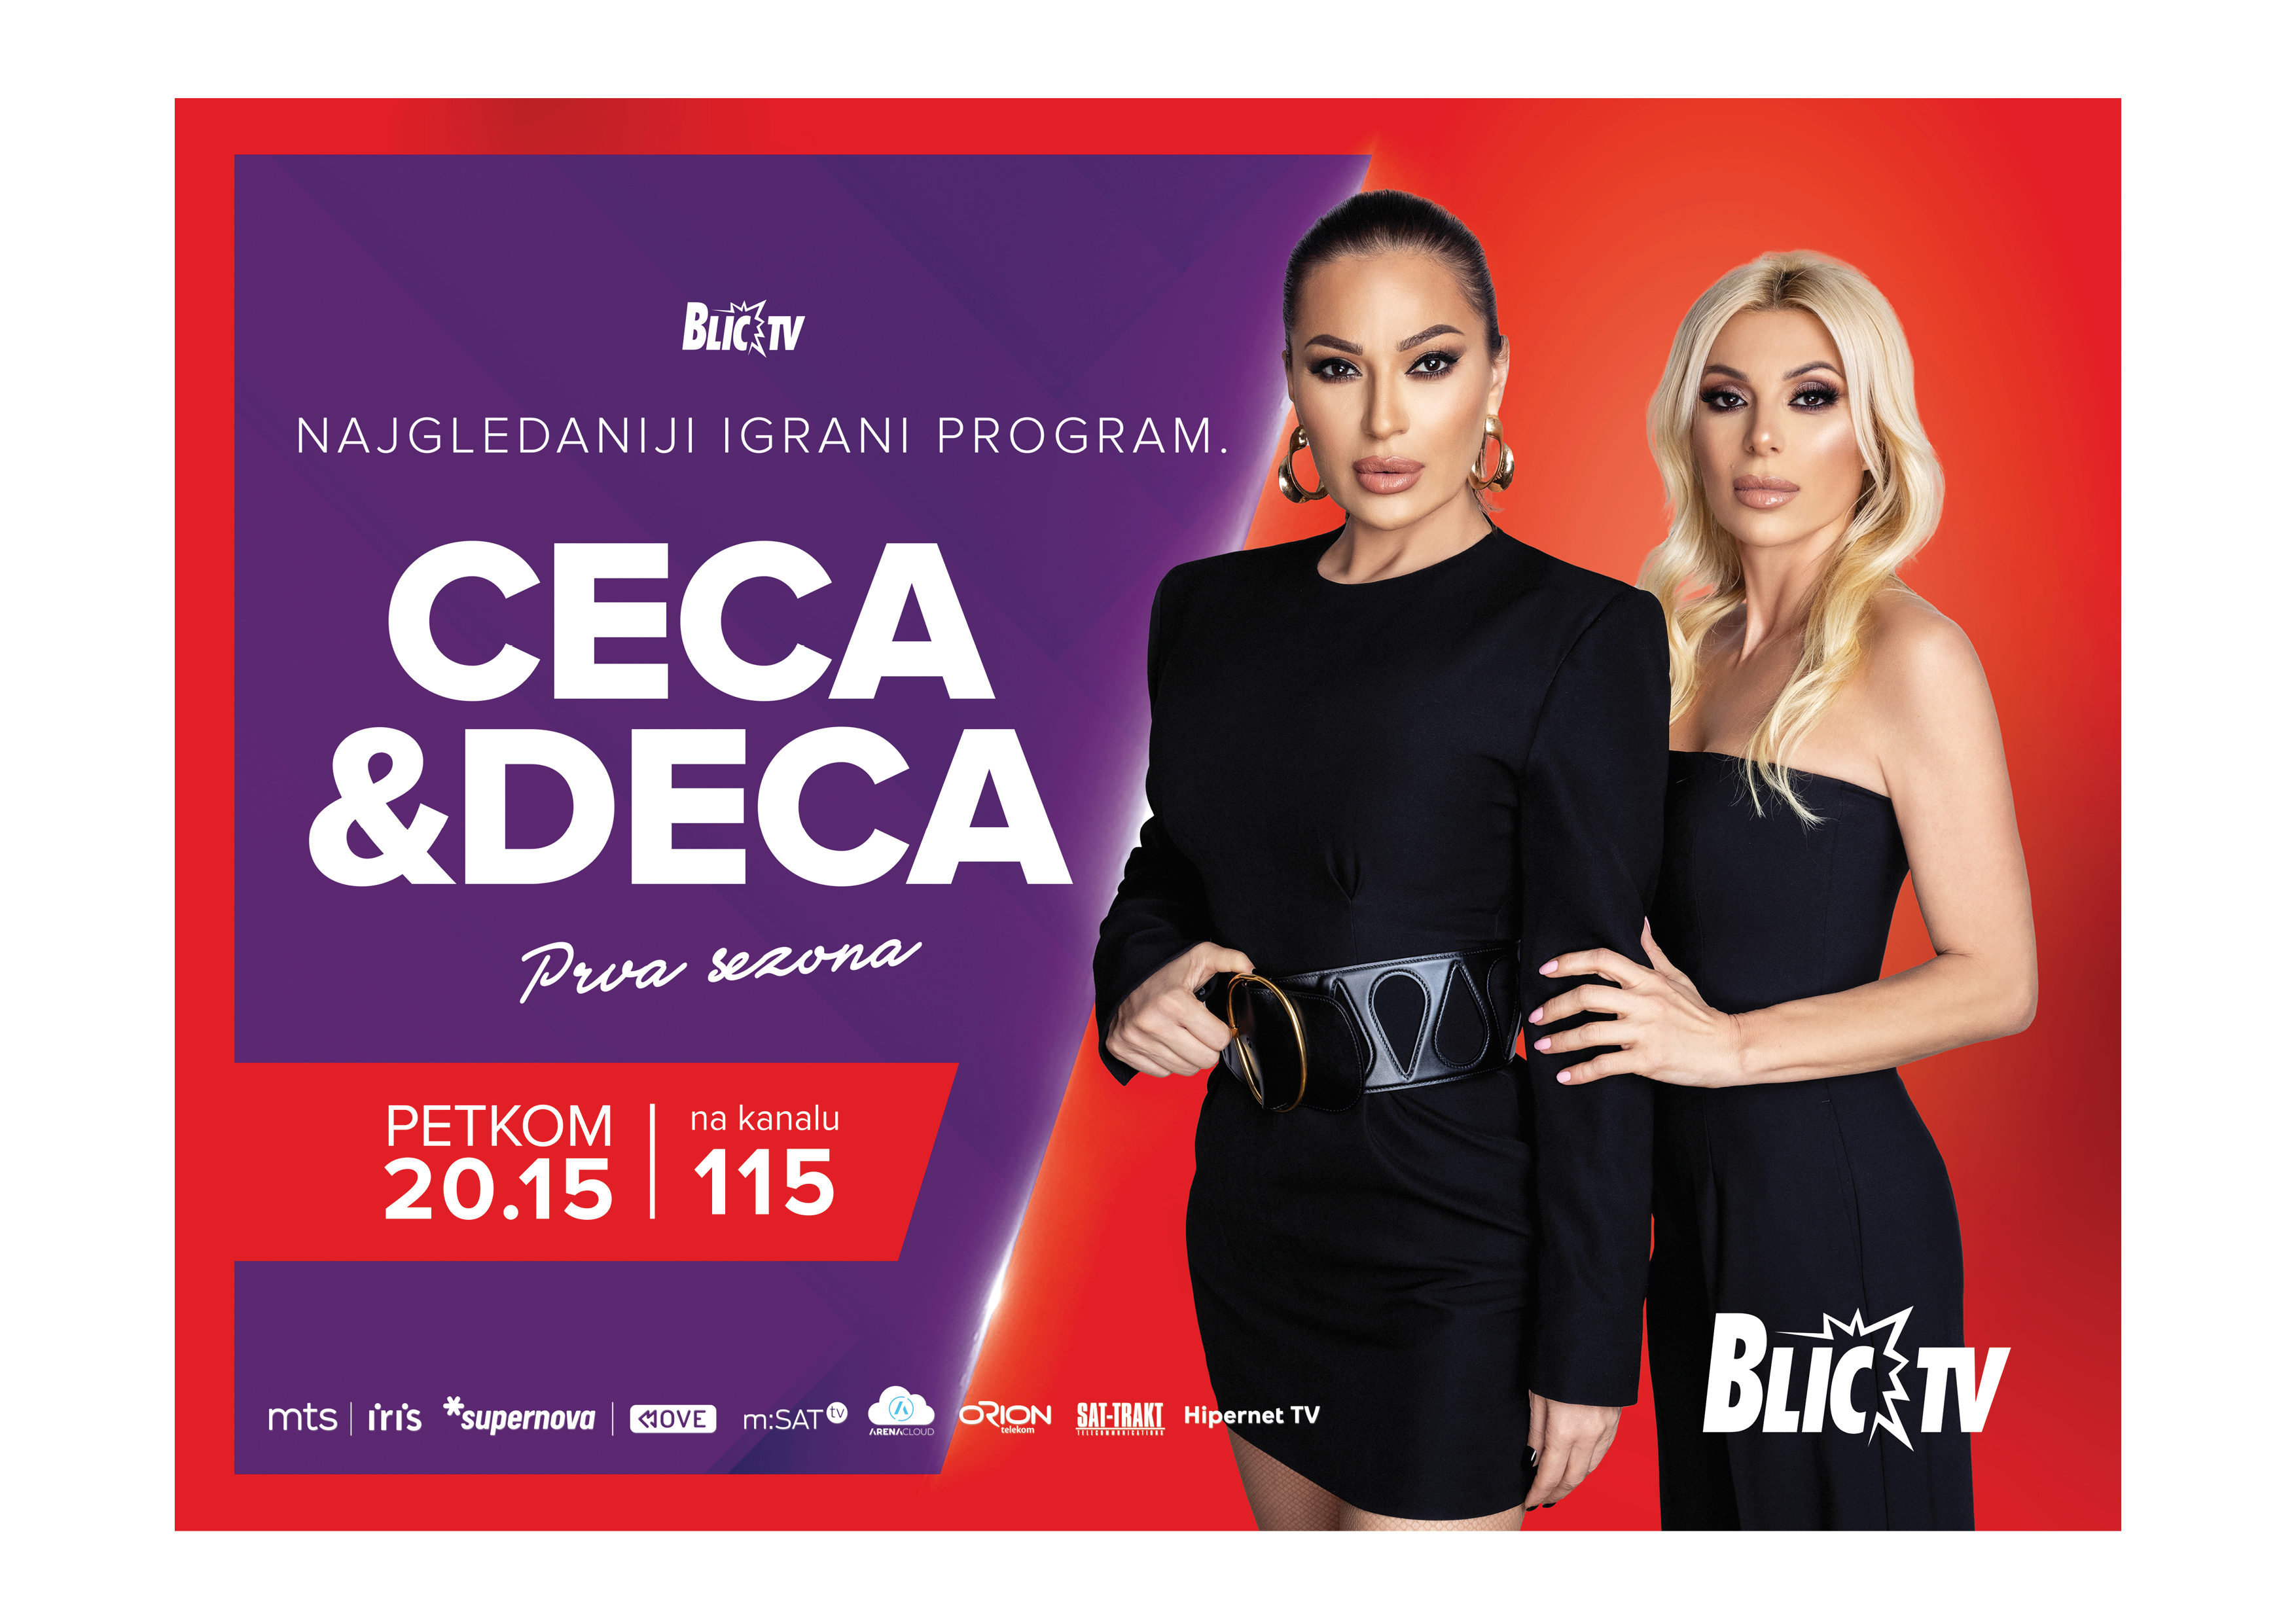 BLIC TV
NAJGLEDANIJI IGRANI PROGRAM.
CECA
&DECA
Prva sezona
PETKOM
20.15
na kanalu
115
mts | iris *supernova | MOVE m:SAT tv ARENACLOUD ORION telekom SAT-TRAKT TELECOMMUNICATIONS Hipernet TV
BLIC TV